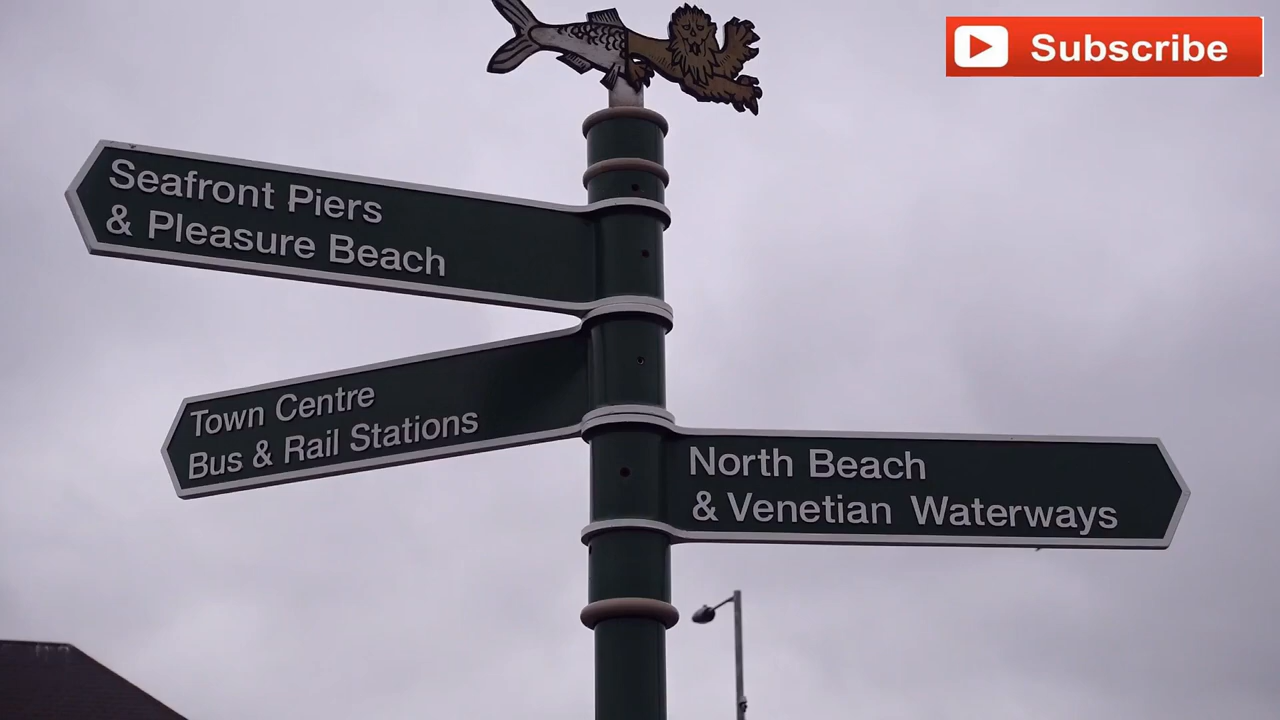 Subscribe
Seafront Piers
& Pleasure Beach
Town Centre
Bus & Rail Stations
North Beach
& Venetian Waterways